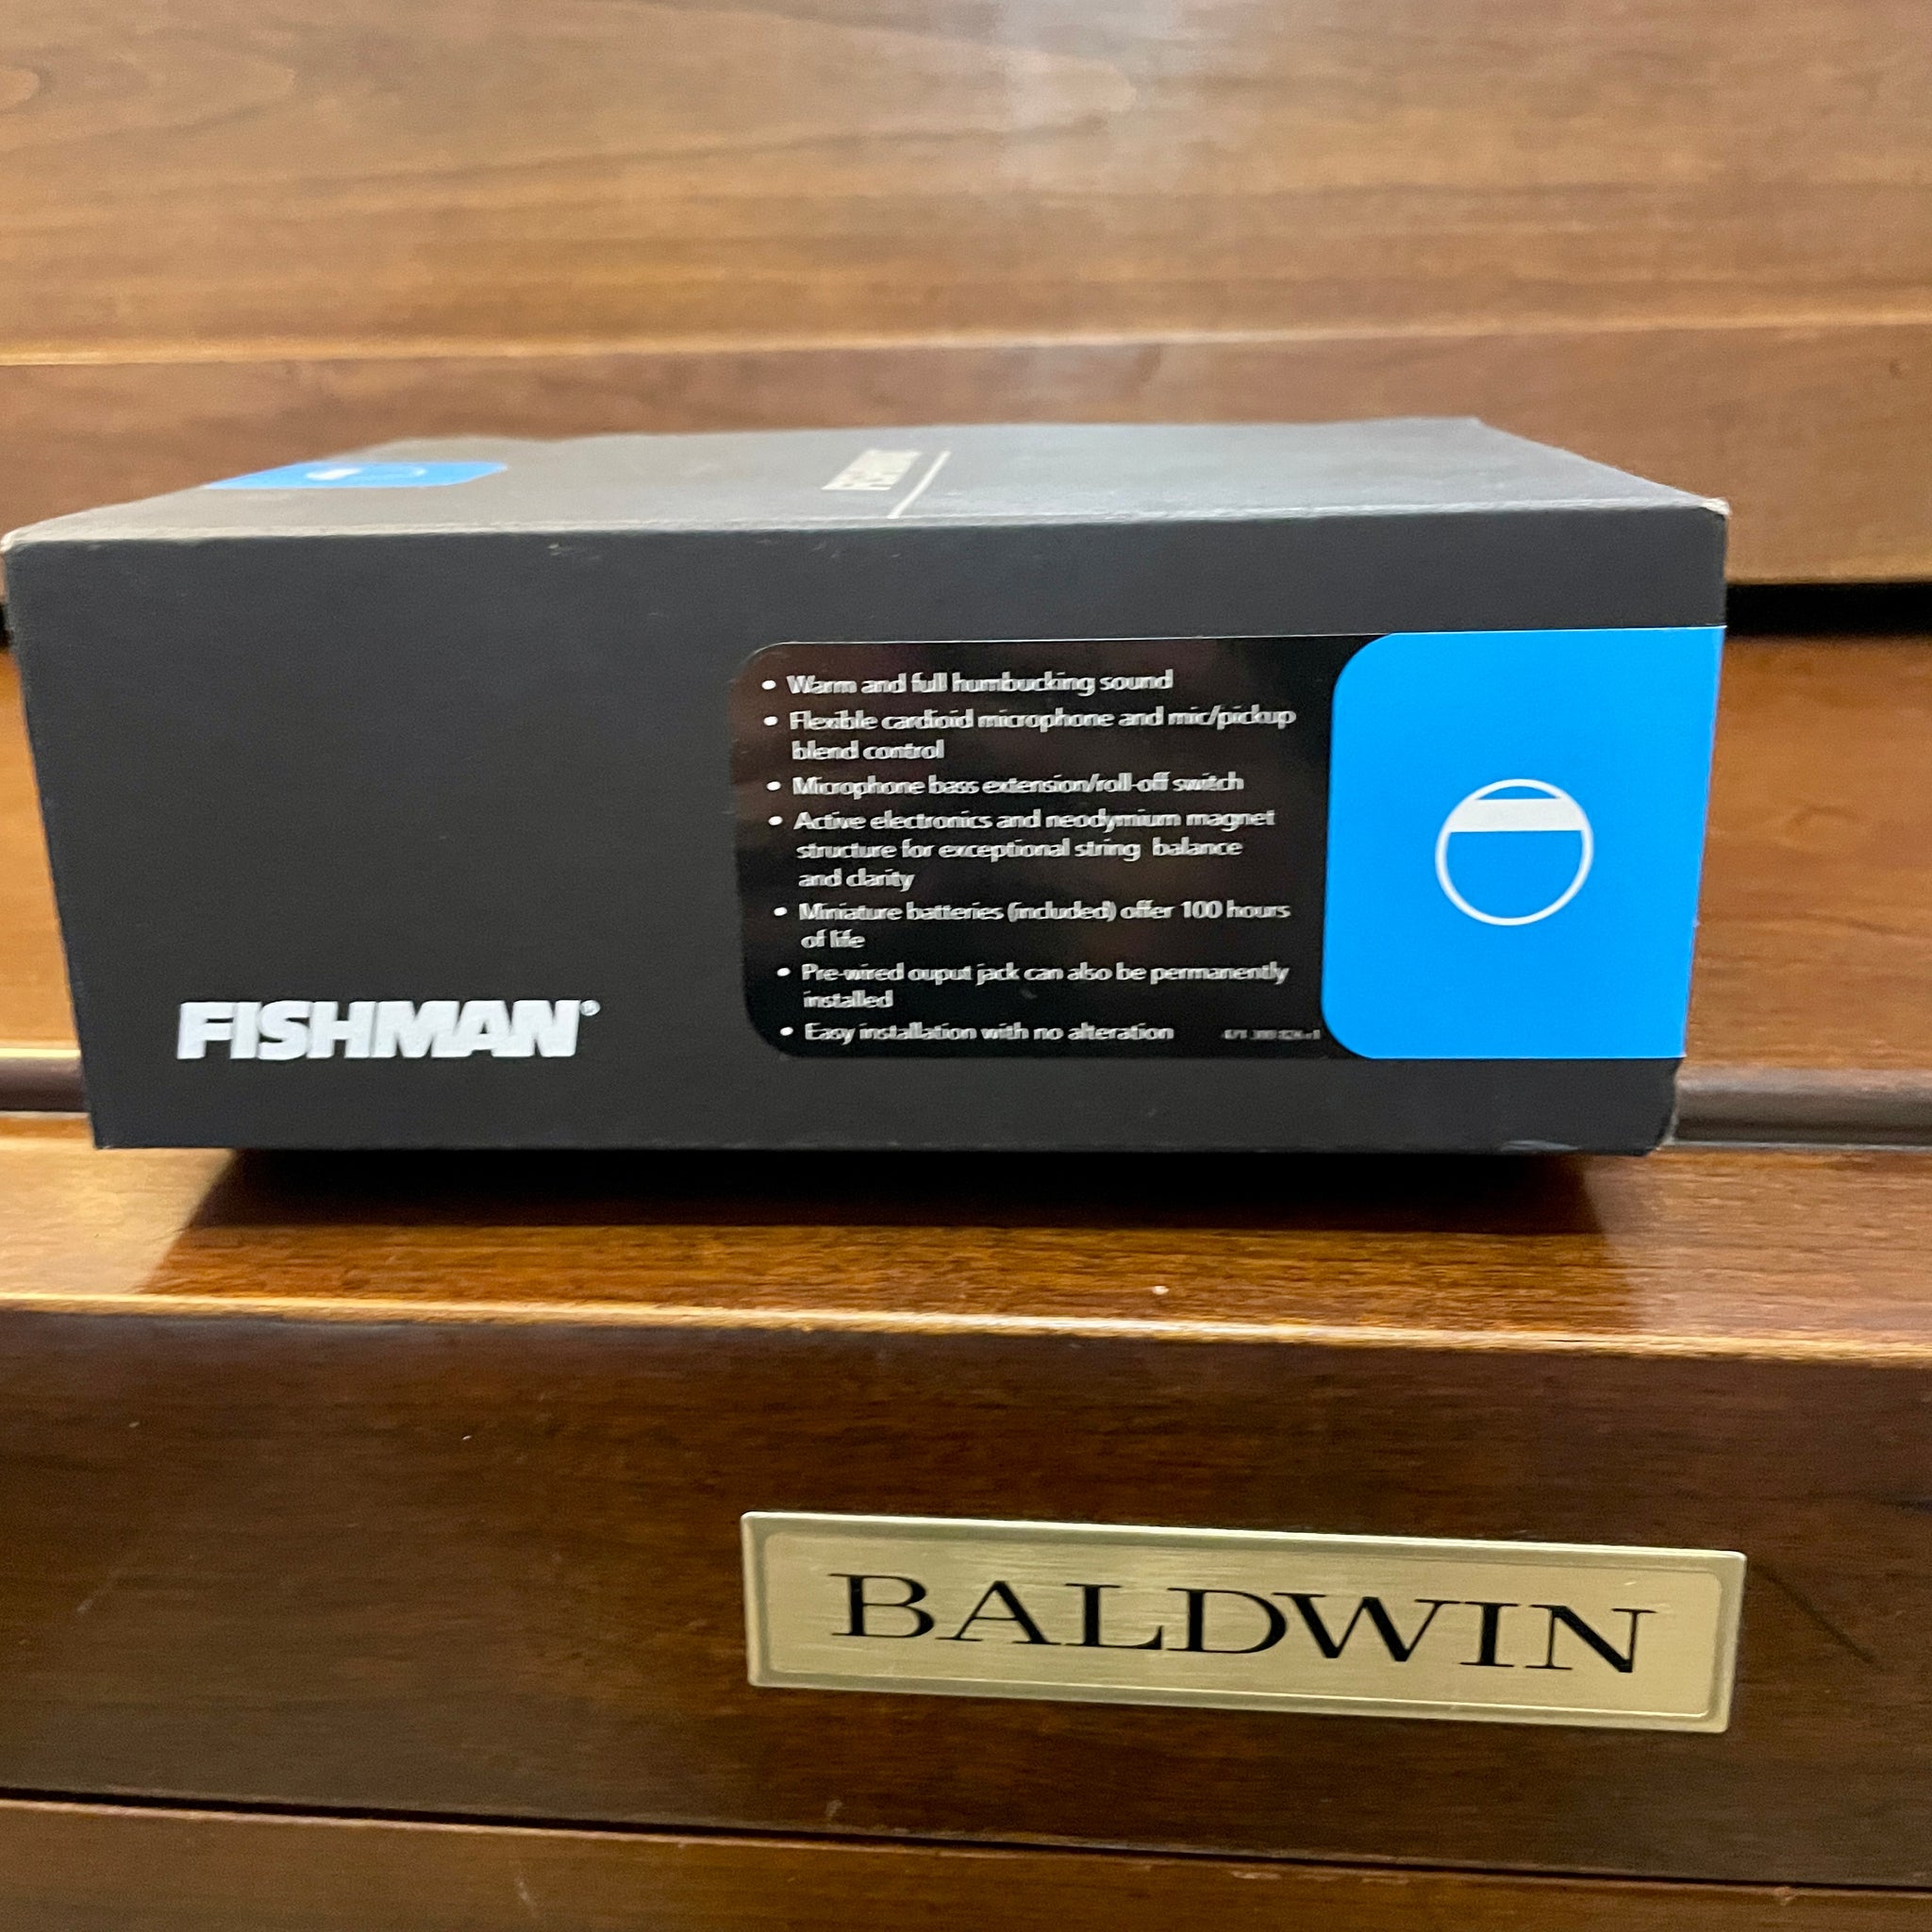 FISHMAN
• Warm and full humbucking sound
• Flexible cardioid microphone and mic/pickup
blend control
• Microphone bass extension/roll-off switch
• Active electronics and neodymium magnet
structure for exceptional string balance
and clarity
• Miniature batteries (included) offer 100 hours
of life
• Pre-wired ouput jack can also be permanently
installed
• Easy installation with no alteration
FISHMAN®
BALDWIN